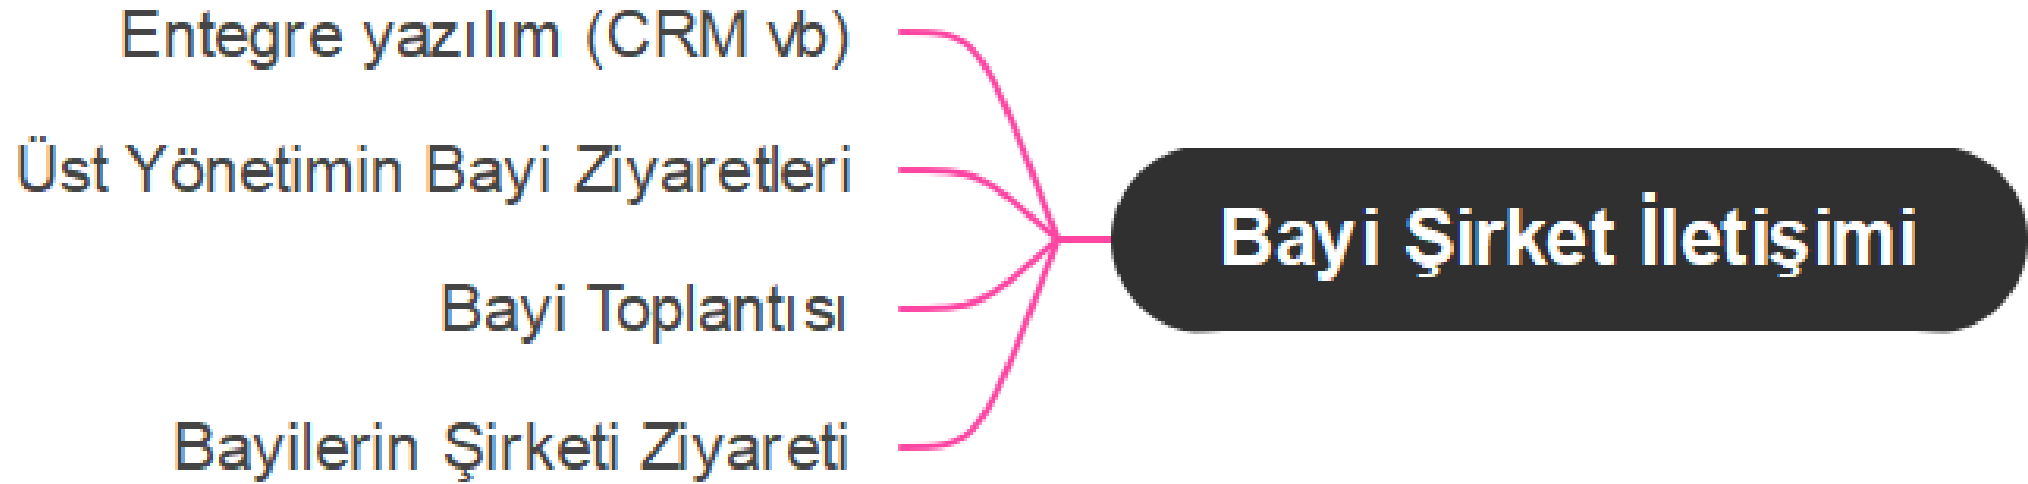 Entegre yazılım (CRM vb)
Üst Yönetimin Bayi Ziyaretleri
Bayi Toplantısı
Bayilerin Şirketi Ziyareti
Bayi Şirket İletişimi